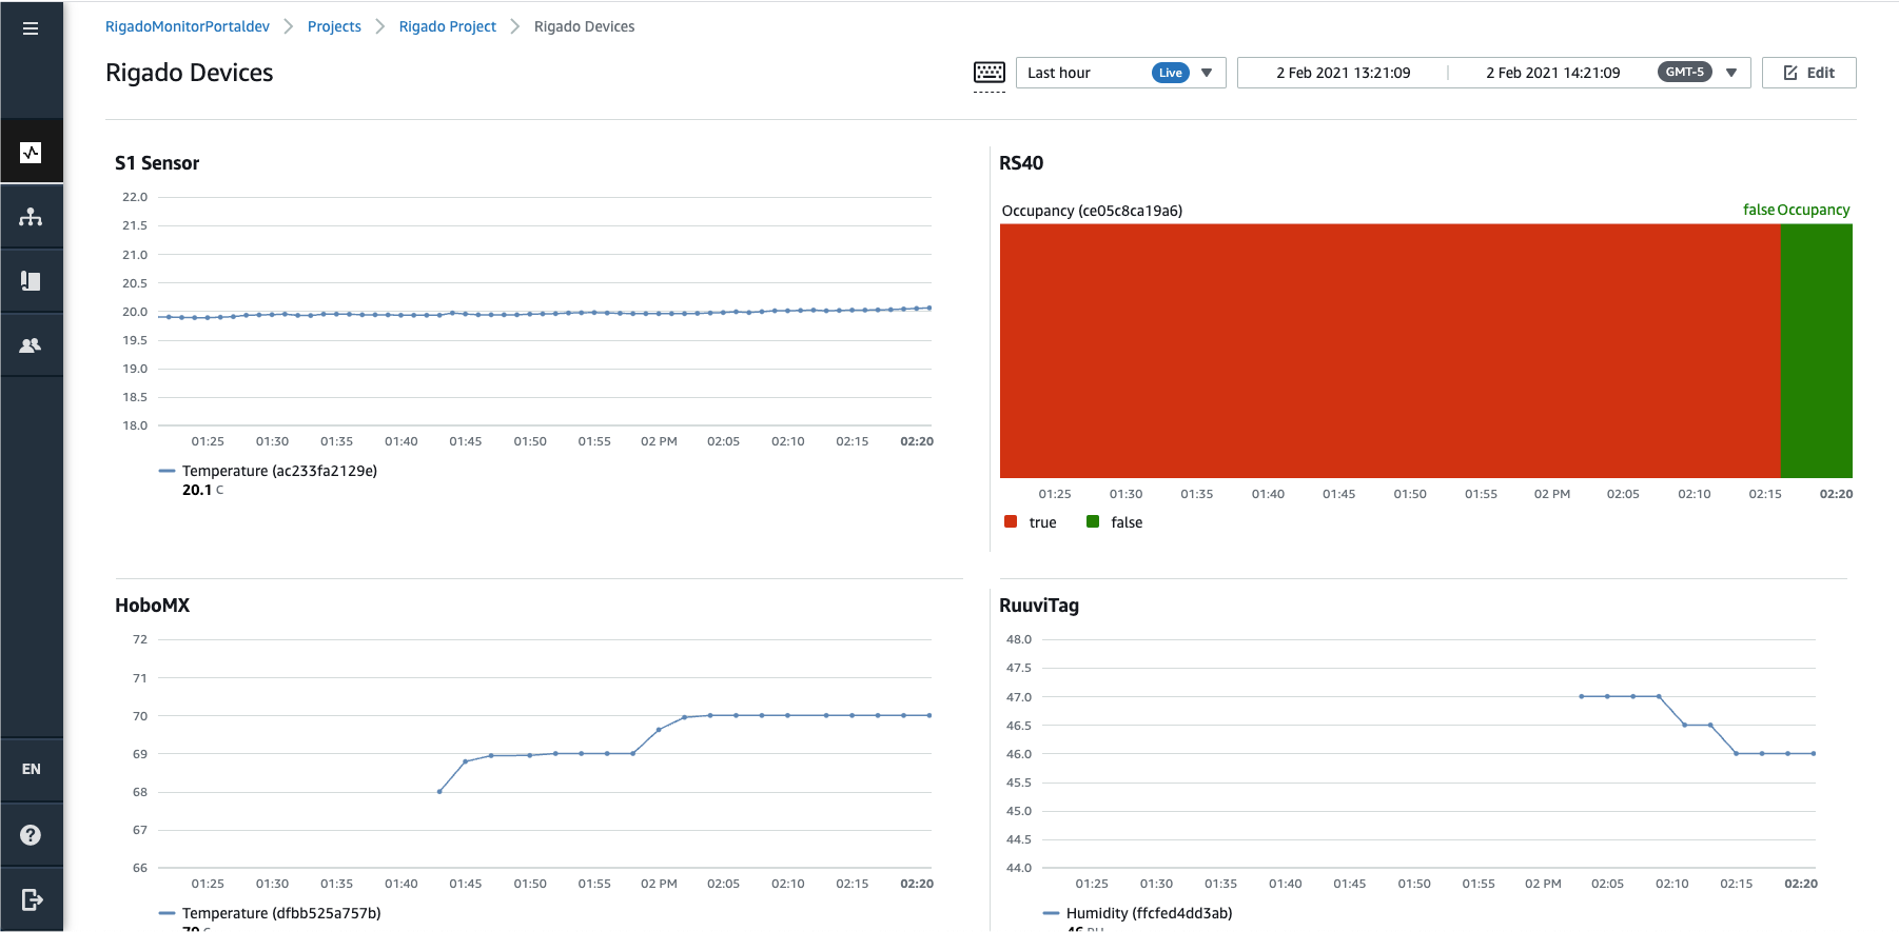 RigadoMonitorPortaldev > Projects > Rigado Project > Rigado Devices
Rigado Devices
Last hour Live
2 Feb 2021 13:21:09 2 Feb 2021 14:21:09 GMT-5
Edit
S1 Sensor
22.0
21.5
21.0
20.5
20.0
19.5
19.0
18.5
18.0
01:25 01:30 01:35 01:40 01:45 01:50 01:55 02 PM 02:05 02:10 02:15 02:20
Temperature (ac233fa2129e)
20.1 C
RS40
Occupancy (ce05c8ca19a6) false Occupancy
01:25 01:30 01:35 01:40 01:45 01:50 01:55 02 PM 02:05 02:10 02:15 02:20
true false
HoboMX
72
71
70
69
68
67
66
01:25 01:30 01:35 01:40 01:45 01:50 01:55 02 PM 02:05 02:10 02:15 02:20
Temperature (dfbb525a757b)
70 C
RuuviTag
48.0
47.5
47.0
46.5
46.0
45.5
45.0
44.5
44.0
01:25 01:30 01:35 01:40 01:45 01:50 01:55 02 PM 02:05 02:10 02:15 02:20
Humidity (ffcfed4dd3ab)
46 RH
EN